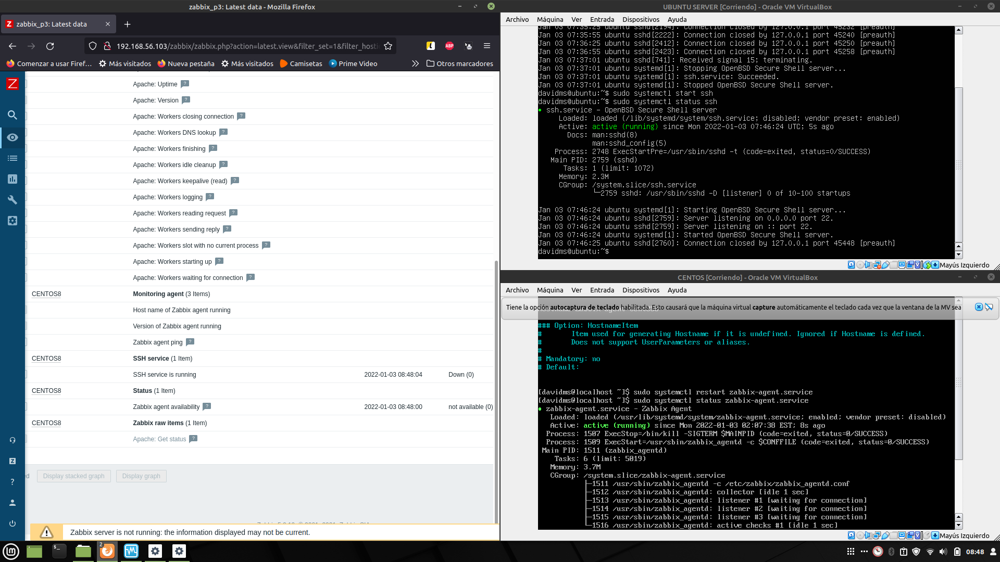 zabbix_p3: Latest data - Mozilla Firefox
zabbix_p3: Latest data
192.168.56.103/zabbix/zabbix.php?action=latest.view&filter_set=1&filter_hosti
ABP
Comenzar a usar Firef... Más visitados Nueva pestaña Más visitados Camisetas Prime Video Otros marcadores
Apache: Uptime
Apache: Version
Apache: Workers closing connection
Apache: Workers DNS lookup
Apache: Workers finishing
Apache: Workers idle cleanup
Apache: Workers keepalive (read)
Apache: Workers logging
Apache: Workers reading request
Apache: Workers sending reply
Apache: Workers slot with no current process
Apache: Workers starting up
Apache: Workers waiting for connection
CENTOS8 Monitoring agent (3 Items)
Host name of Zabbix agent running
Version of Zabbix agent running
Zabbix agent ping
CENTOS8 SSH service (1 Item)
SSH service is running 2022-01-03 08:48:04 Down (0)
CENTOS8 Status (1 Item)
Zabbix agent availability 2022-01-03 08:48:00 not available (0)
CENTOS8 Zabbix raw items (1 Item)
Apache: Get status
Display stacked graph Display graph
Zabbix server is not running: the information displayed may not be current.
UBUNTU SERVER [Corriendo] - Oracle VM VirtualBox
Archivo Máquina Ver Entrada Dispositivos Ayuda
Jan 03 07:35:25 ubuntu sshd[2194]: Connection closed by 127.0.0.1 port 45232 [preauth]
Jan 03 07:35:55 ubuntu sshd[2222]: Connection closed by 127.0.0.1 port 45240 [preauth]
Jan 03 07:36:25 ubuntu sshd[2412]: Connection closed by 127.0.0.1 port 45250 [preauth]
Jan 03 07:36:55 ubuntu sshd[2423]: Connection closed by 127.0.0.1 port 45258 [preauth]
Jan 03 07:37:01 ubuntu sshd[741]: Received signal 15; terminating.
Jan 03 07:37:01 ubuntu systemd[1]: Stopping OpenBSD Secure Shell server...
Jan 03 07:37:01 ubuntu systemd[1]: ssh.service: Succeeded.
Jan 03 07:37:01 ubuntu systemd[1]: Stopped OpenBSD Secure Shell server.
davidms@ubuntu:~$ sudo systemctl start ssh
davidms@ubuntu:~$ sudo systemctl status ssh
● ssh.service - OpenBSD Secure Shell server
Loaded: loaded (/lib/systemd/system/ssh.service; disabled; vendor preset: enabled)
Active: active (running) since Mon 2022-01-03 07:46:24 UTC; 5s ago
Docs: man:sshd(8)
man:sshd_config(5)
Process: 2748 ExecStartPre=/usr/sbin/sshd -t (code=exited, status=0/SUCCESS)
Main PID: 2759 (sshd)
Tasks: 1 (limit: 1072)
Memory: 2.3M
CGroup: /system.slice/ssh.service
└─2759 sshd: /usr/sbin/sshd -D [listener] 0 of 10-100 startups
Jan 03 07:46:24 ubuntu systemd[1]: Starting OpenBSD Secure Shell server...
Jan 03 07:46:24 ubuntu sshd[2759]: Server listening on 0.0.0.0 port 22.
Jan 03 07:46:24 ubuntu sshd[2759]: Server listening on :: port 22.
Jan 03 07:46:24 ubuntu systemd[1]: Started OpenBSD Secure Shell server.
Jan 03 07:46:25 ubuntu sshd[2760]: Connection closed by 127.0.0.1 port 45448 [preauth]
davidms@ubuntu:~$
Mayús Izquierdo
CENTOS [Corriendo] - Oracle VM VirtualBox
Archivo Máquina Ver Entrada Dispositivos Ayuda
Tiene la opción autocaptura de teclado habilitada. Esto causará que la máquina virtual capture automáticamente el teclado cada vez que la ventana de la MV sea
### Option: HostnameItem
# Item used for generating Hostname if it is undefined. Ignored if Hostname is defined.
# Does not support UserParameters or aliases.
#
# Mandatory: no
# Default:
[davidms@localhost ~]$ sudo systemctl restart zabbix-agent.service
[davidms@localhost ~]$ sudo systemctl status zabbix-agent.service
● zabbix-agent.service - Zabbix Agent
Loaded: loaded (/usr/lib/systemd/system/zabbix-agent.service; enabled; vendor preset: disabled)
Active: active (running) since Mon 2022-01-03 02:07:38 EST; 8s ago
Process: 1507 ExecStop=/bin/kill -SIGTERM $MAINPID (code=exited, status=0/SUCCESS)
Process: 1509 ExecStart=/usr/sbin/zabbix_agentd -c $CONFFILE (code=exited, status=0/SUCCESS)
Main PID: 1511 (zabbix_agentd)
Tasks: 6 (limit: 5019)
Memory: 3.7M
CGroup: /system.slice/zabbix-agent.service
├─1511 /usr/sbin/zabbix_agentd -c /etc/zabbix/zabbix_agentd.conf
├─1512 /usr/sbin/zabbix_agentd: collector [idle 1 sec]
├─1513 /usr/sbin/zabbix_agentd: listener #1 [waiting for connection]
├─1514 /usr/sbin/zabbix_agentd: listener #2 [waiting for connection]
├─1515 /usr/sbin/zabbix_agentd: listener #3 [waiting for connection]
└─1516 /usr/sbin/zabbix_agentd: active checks #1 [idle 1 sec]
Mayús Izquierdo
2
08:48